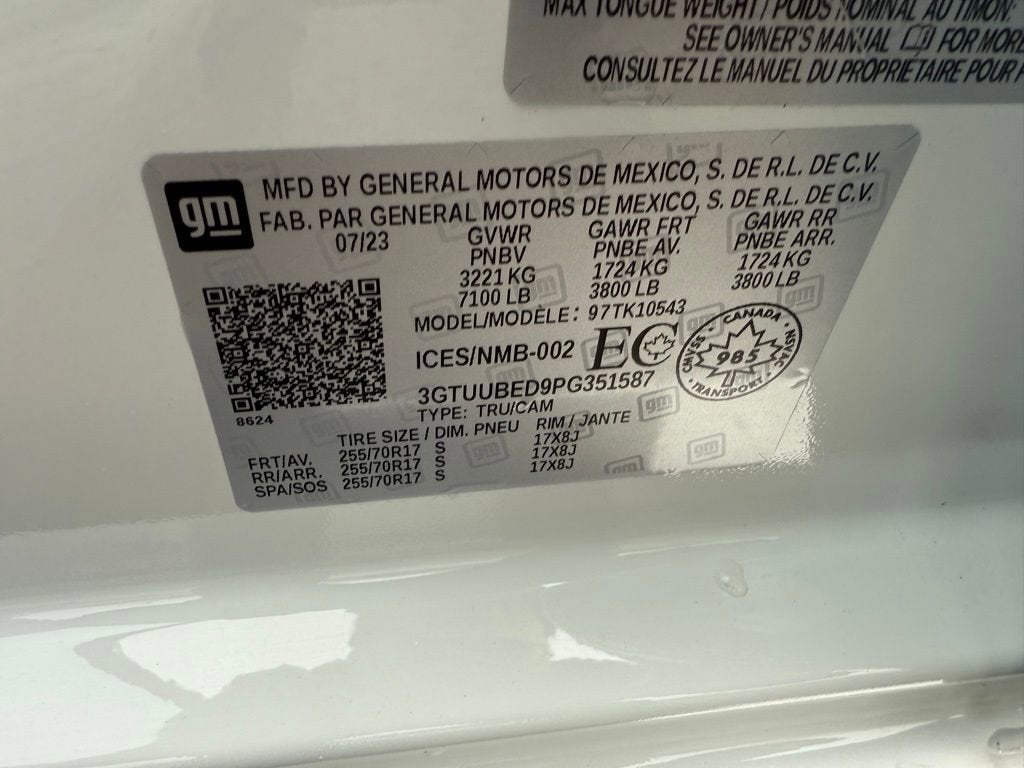 MAX TONGUE WEIGHT / POIDS NOMINAL AU TIMON:
SEE OWNER'S MANUAL FOR MORE
CONSULTEZ LE MANUEL DU PROPRIETAIRE POUR
gm
MFD BY GENERAL MOTORS DE MEXICO, S. DE R.L. DE C.V.
FAB. PAR GENERAL MOTORS DE MEXICO, S. DE R.L. DE C.V.
07/23 GVWR GAWR FRT GAWR RR
PNBV PNBE AV. PNBE ARR.
3221 KG 1724 KG 1724 KG
7100 LB 3800 LB 3800 LB
MODEL/MODÈLE: 97TK10543
ICES/NMB-002 EC
CANADA
CMVSS 985 NSVAC
TRANSPORT
3GTUUBED9PG351587
8624
TYPE: TRU/CAM
TIRE SIZE / DIM. PNEU RIM / JANTE
FRT/AV. 255/70R17 S 17X8J
RR/ARR. 255/70R17 S 17X8J
SPA/SOS 255/70R17 S 17X8J